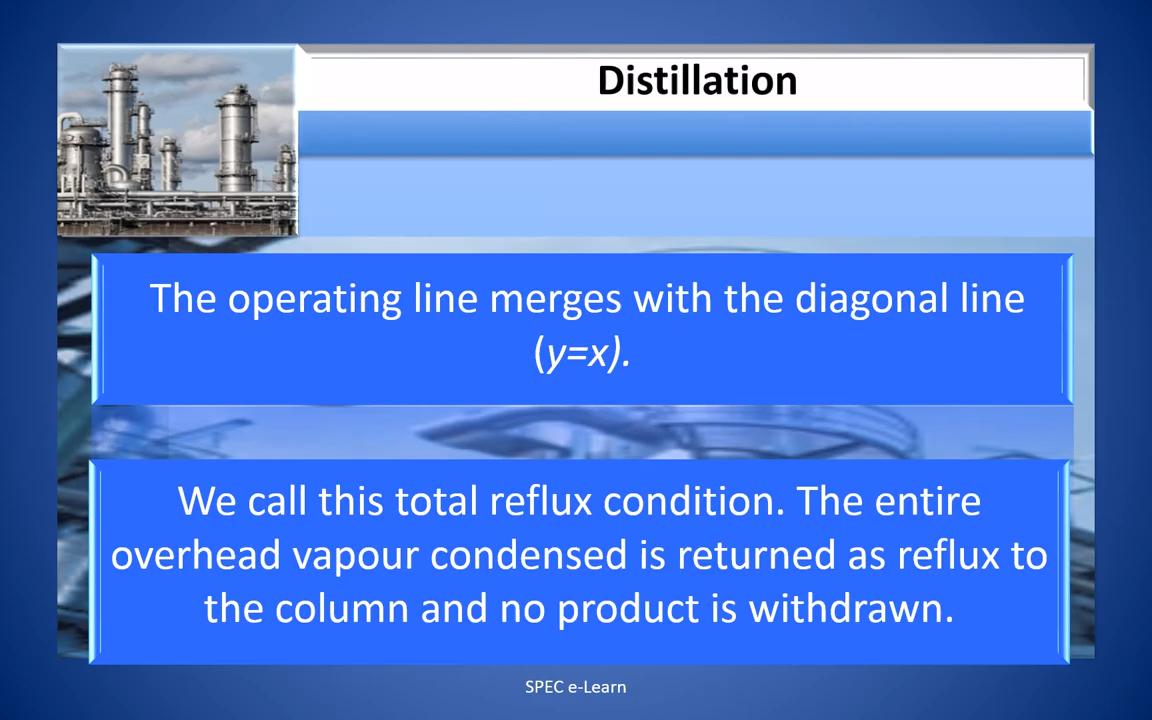 Distillation
The operating line merges with the diagonal line
(y=x).
We call this total reflux condition. The entire
overhead vapour condensed is returned as reflux to
the column and no product is withdrawn.
SPEC e-Learn